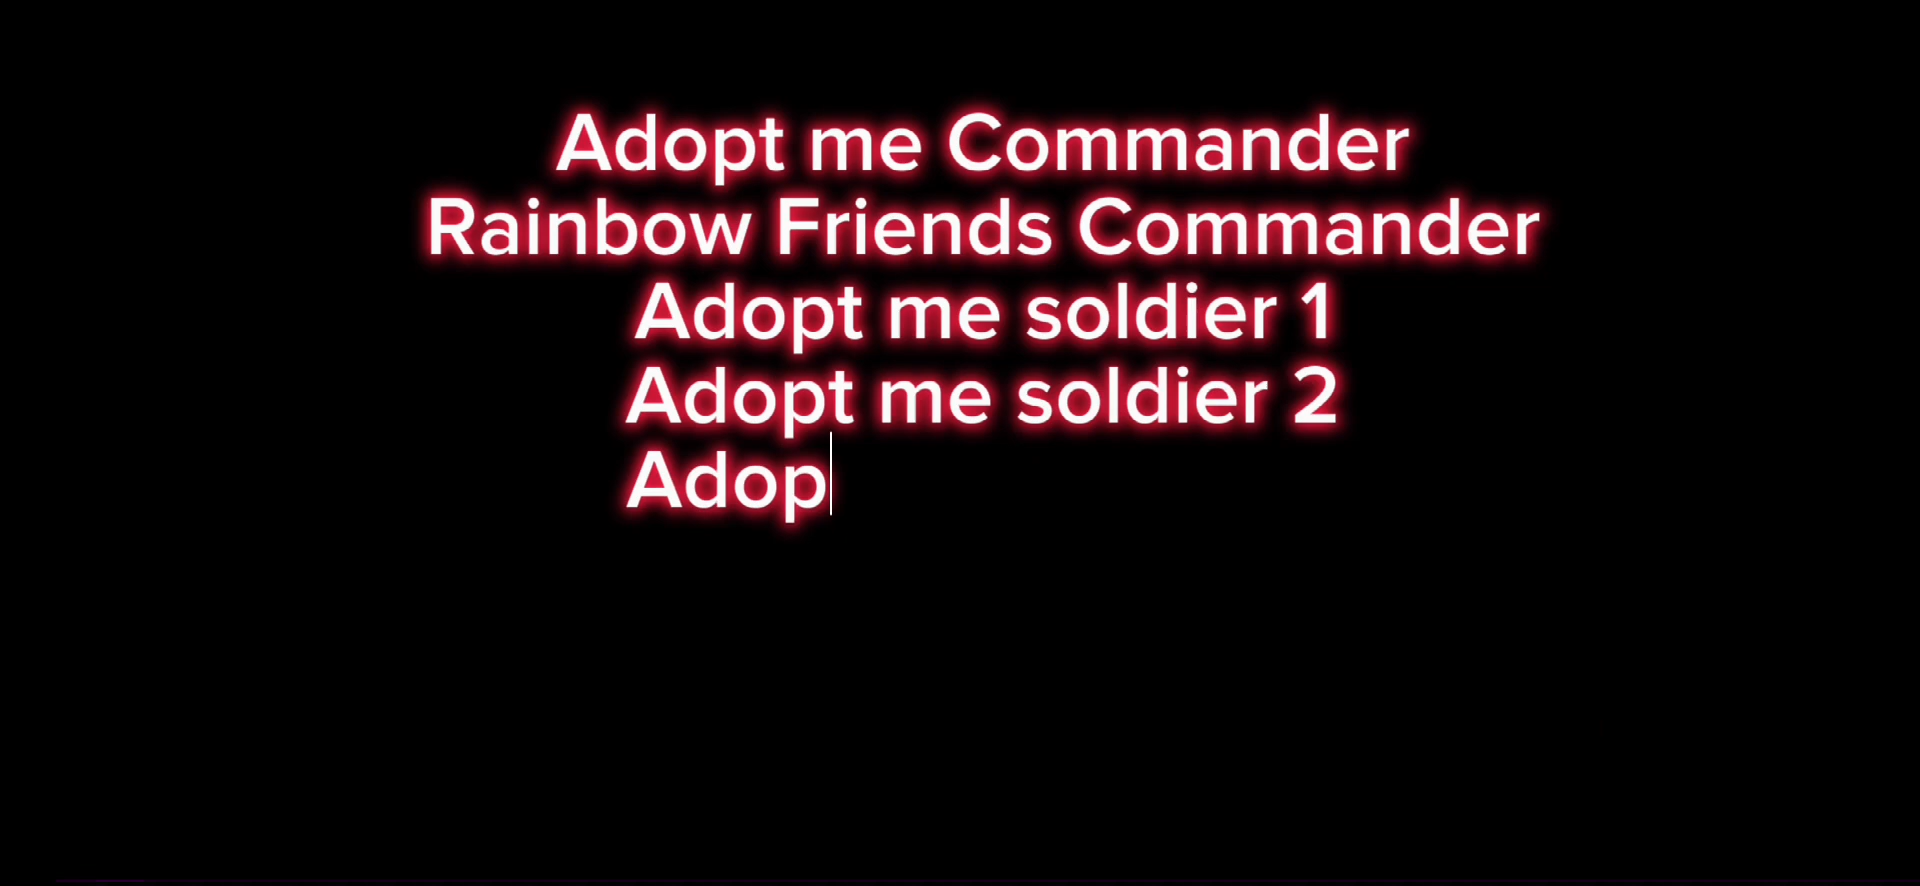 Adopt me Commander
Rainbow Friends Commander
Adopt me soldier 1
Adopt me soldier 2
Adop